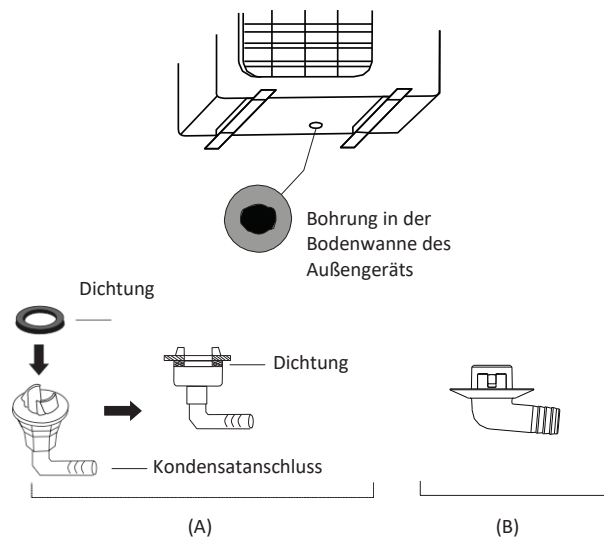 Bohrung in der
Bodenwanne des
Außengeräts
Dichtung
Dichtung
Kondensatanschluss
(A)
(B)